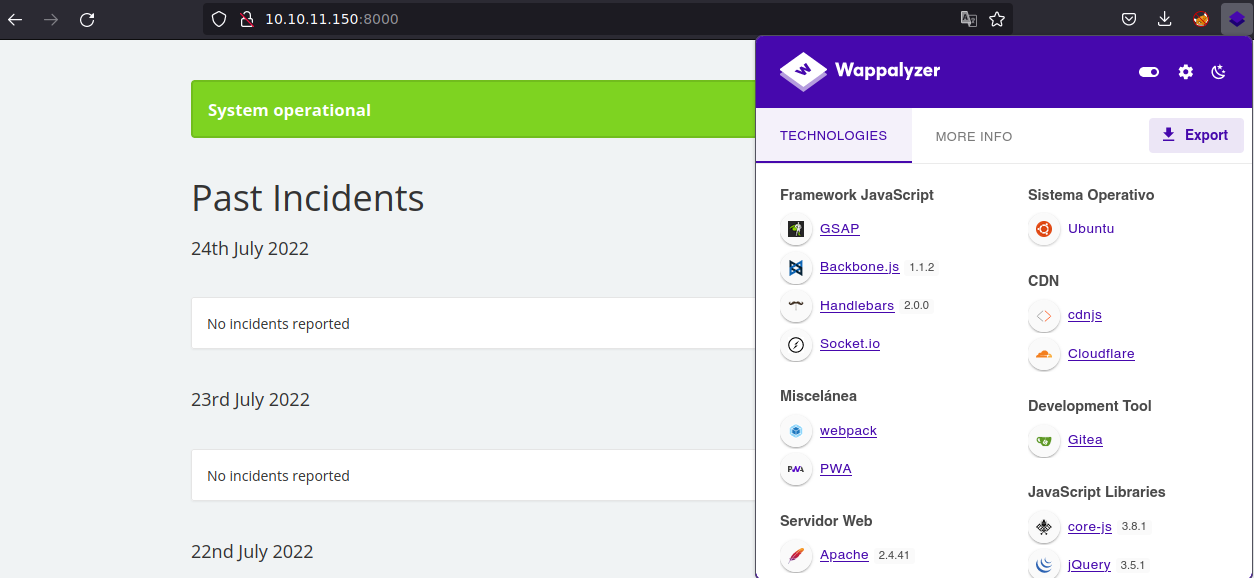 10.10.11.150:8000
System operational
Past Incidents
24th July 2022
No incidents reported
23rd July 2022
No incidents reported
22nd July 2022
W
Wappalyzer
TECHNOLOGIES
MORE INFO
Export
Framework JavaScript
GSAP
Backbone.js 1.1.2
Handlebars 2.0.0
Socket.io
Miscelánea
webpack
PWA
PWA
Servidor Web
Apache 2.4.41
Sistema Operativo
Ubuntu
CDN
cdnjs
Cloudflare
Development Tool
Gitea
JavaScript Libraries
core-js 3.8.1
jQuery 3.5.1